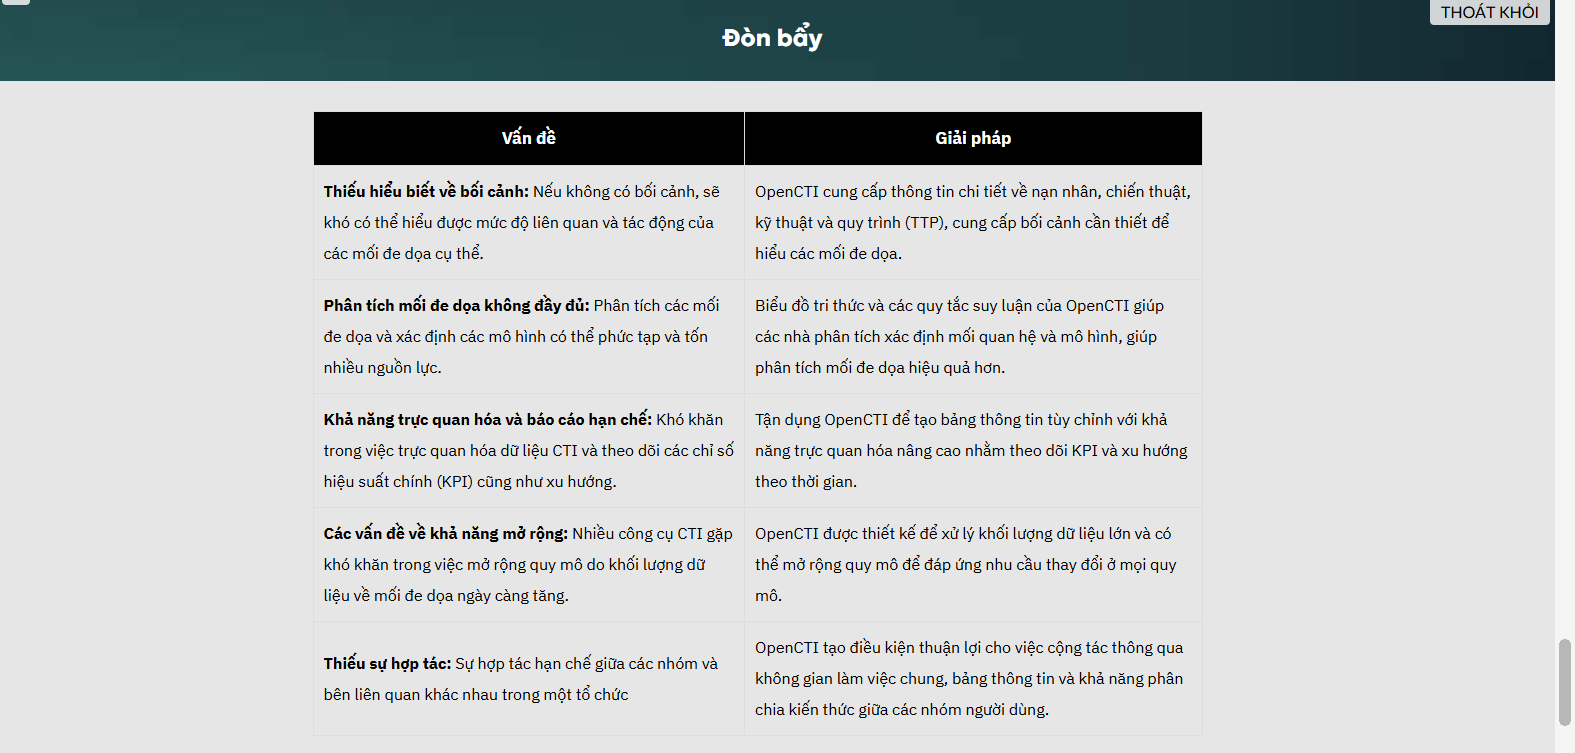 THOÁT KHỎI
Đòn bẩy
Vấn đề
Giải pháp
Thiếu hiểu biết về bối cảnh: Nếu không có bối cảnh, sẽ
khó có thể hiểu được mức độ liên quan và tác động của
các mối đe dọa cụ thể.
OpenCTI cung cấp thông tin chi tiết về nạn nhân, chiến thuật,
kỹ thuật và quy trình (TTP), cung cấp bối cảnh cần thiết để
hiểu các mối đe dọa.
Phân tích mối đe dọa không đầy đủ: Phân tích các mối
đe dọa và xác định các mô hình có thể phức tạp và tốn
nhiều nguồn lực.
Biểu đồ tri thức và các quy tắc suy luận của OpenCTI giúp
các nhà phân tích xác định mối quan hệ và mô hình, giúp
phân tích mối đe dọa hiệu quả hơn.
Khả năng trực quan hóa và báo cáo hạn chế: Khó khăn
trong việc trực quan hóa dữ liệu CTI và theo dõi các chỉ số
hiệu suất chính (KPI) cũng như xu hướng.
Tận dụng OpenCTI để tạo bảng thông tin tùy chỉnh với khả
năng trực quan hóa nâng cao nhằm theo dõi KPI và xu hướng
theo thời gian.
Các vấn đề về khả năng mở rộng: Nhiều công cụ CTI gặp
khó khăn trong việc mở rộng quy mô do khối lượng dữ
liệu về mối đe dọa ngày càng tăng.
OpenCTI được thiết kế để xử lý khối lượng dữ liệu lớn và có
thể mở rộng quy mô để đáp ứng nhu cầu thay đổi ở mọi quy
mô.
Thiếu sự hợp tác: Sự hợp tác hạn chế giữa các nhóm và
bên liên quan khác nhau trong một tổ chức
OpenCTI tạo điều kiện thuận lợi cho việc cộng tác thông qua
không gian làm việc chung, bảng thông tin và khả năng phân
chia kiến thức giữa các nhóm người dùng.